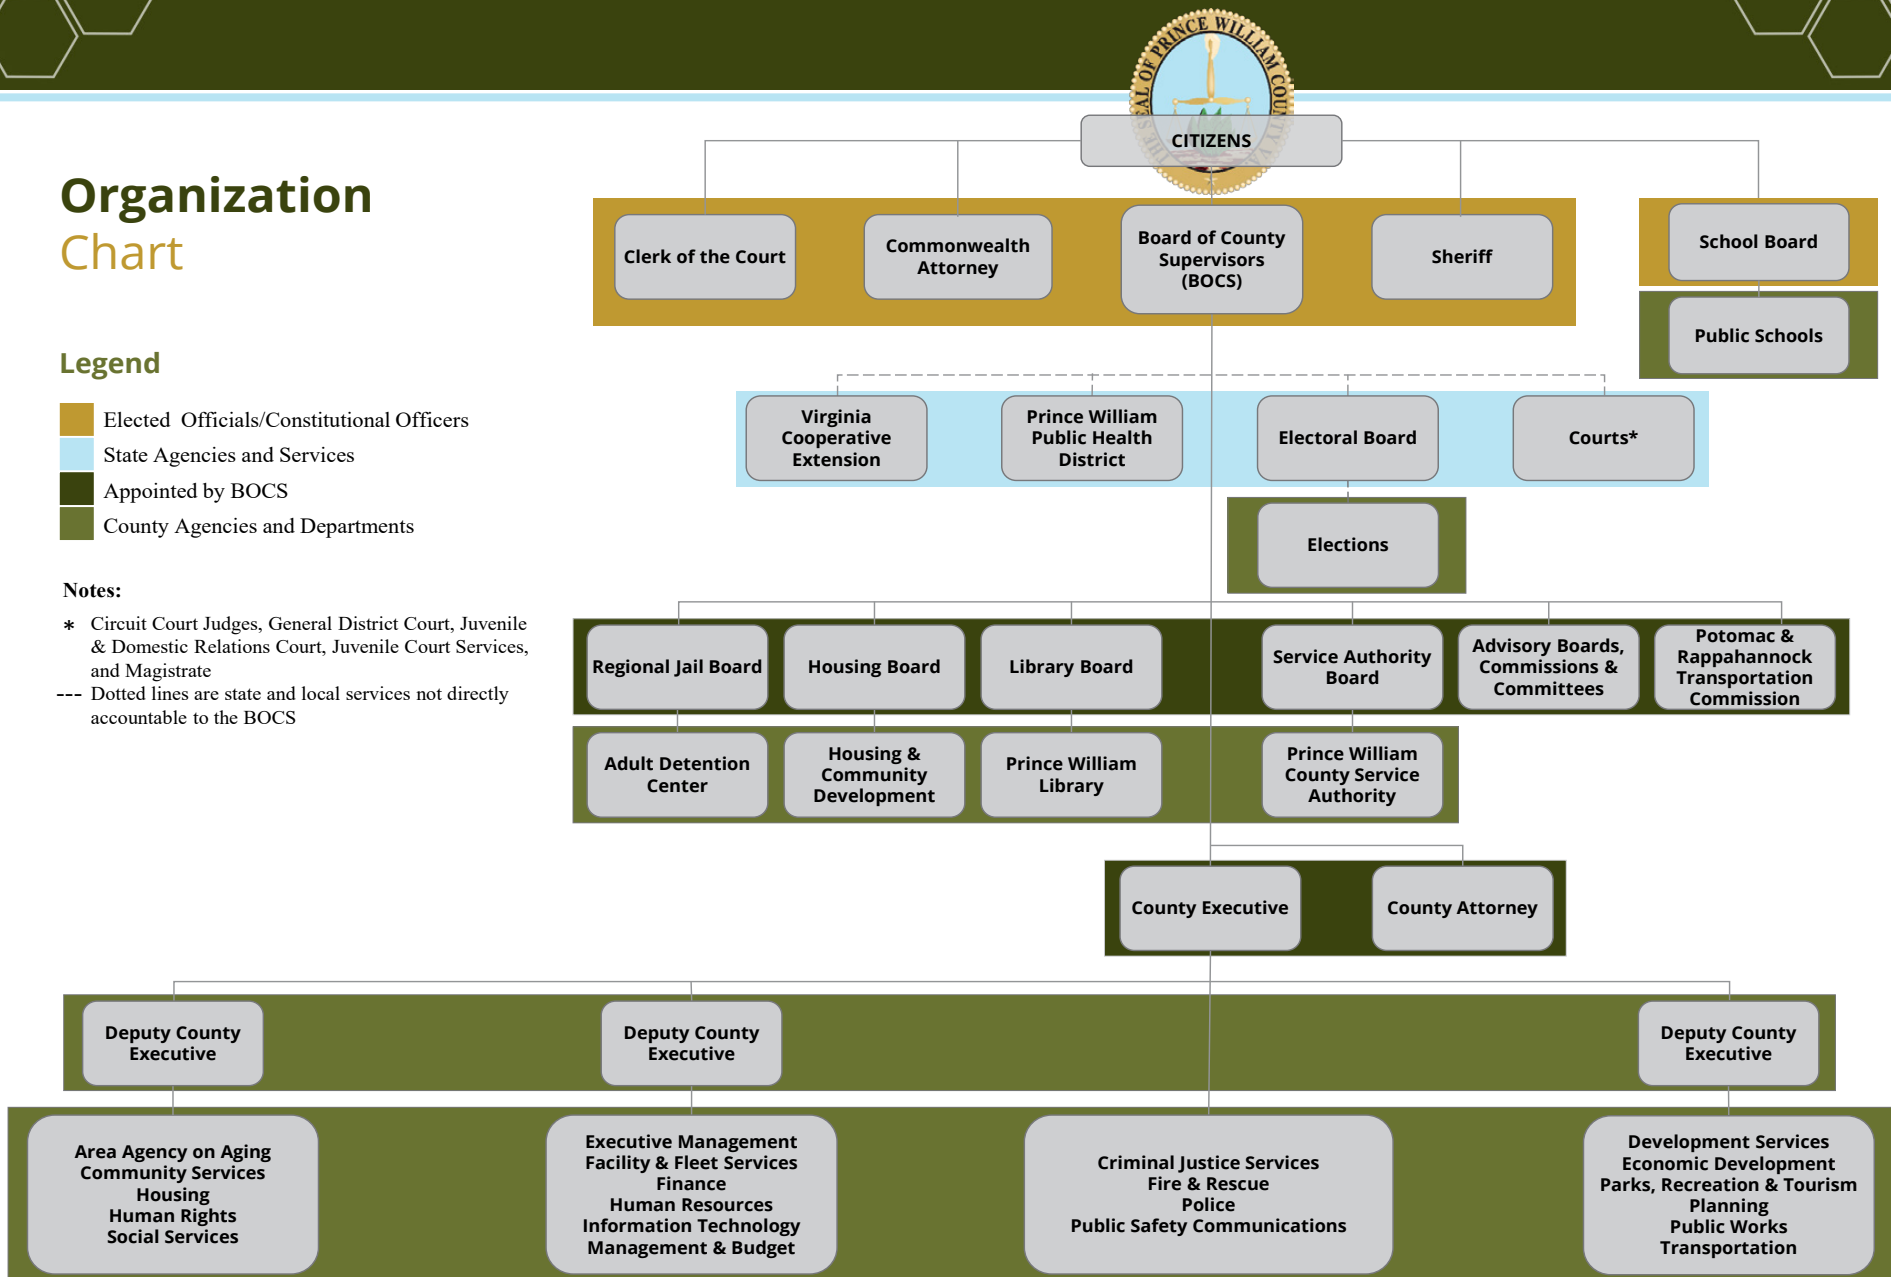 THE SEAL OF PRINCE WILLIAM COUNTY VA
CITIZENS
Organization
Chart
Clerk of the Court
Commonwealth
Attorney
Board of County
Supervisors
(BOCS)
Sheriff
School Board
Public Schools
Legend
Elected Officials/Constitutional Officers
State Agencies and Services
Appointed by BOCS
County Agencies and Departments
Notes:
* Circuit Court Judges, General District Court, Juvenile
& Domestic Relations Court, Juvenile Court Services,
and Magistrate
--- Dotted lines are state and local services not directly
accountable to the BOCS
Virginia
Cooperative
Extension
Prince William
Public Health
District
Electoral Board
Courts*
Elections
Regional Jail Board
Housing Board
Library Board
Service Authority
Board
Advisory Boards,
Commissions &
Committees
Potomac &
Rappahannock
Transportation
Commission
Adult Detention
Center
Housing &
Community
Development
Prince William
Library
Prince William
County Service
Authority
County Executive
County Attorney
Deputy County
Executive
Deputy County
Executive
Deputy County
Executive
Area Agency on Aging
Community Services
Housing
Human Rights
Social Services
Executive Management
Facility & Fleet Services
Finance
Human Resources
Information Technology
Management & Budget
Criminal Justice Services
Fire & Rescue
Police
Public Safety Communications
Development Services
Economic Development
Parks, Recreation & Tourism
Planning
Public Works
Transportation